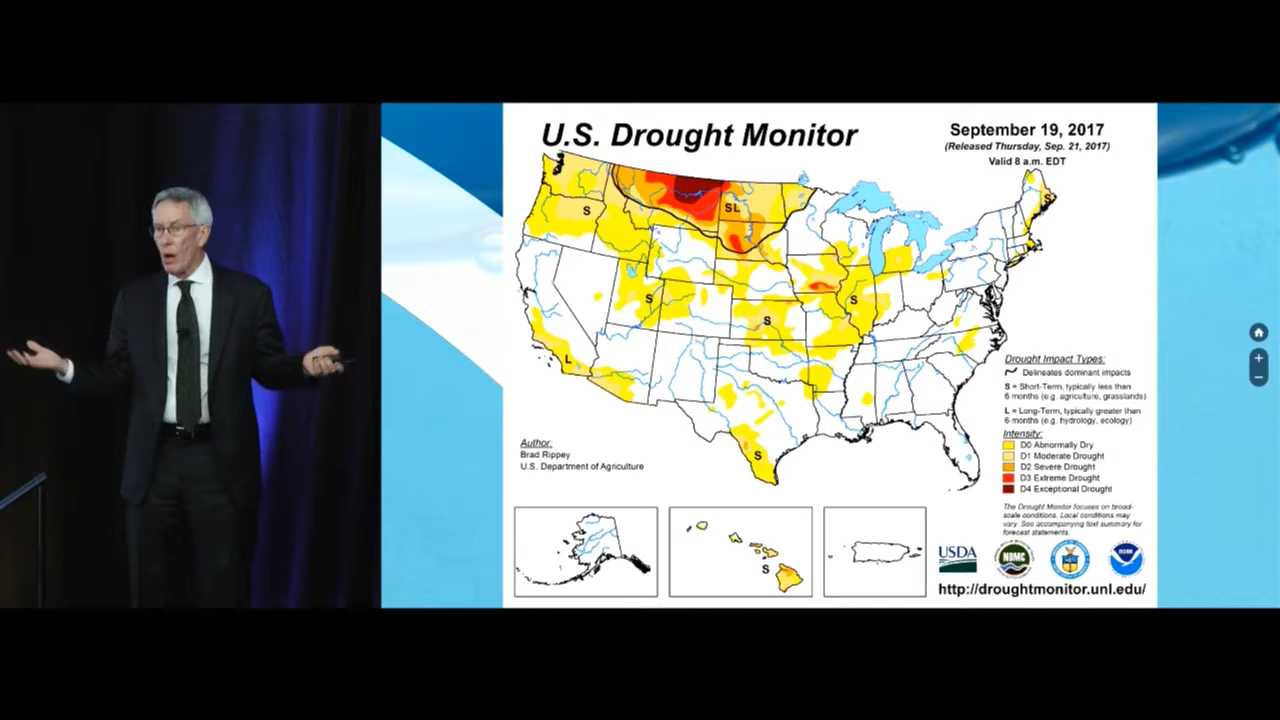 U.S. Drought Monitor
September 19, 2017
(Released Thursday, Sep. 21, 2017)
Valid 8 a.m. EDT
S
SL
S
S
S
S
L
S
S
Drought Impact Types:
Delineates dominant impacts
S = Short-Term, typically less than
6 months (e.g. agriculture, grasslands)
L = Long-Term, typically greater than
6 months (e.g. hydrology, ecology)
Intensity:
D0 Abnormally Dry
D1 Moderate Drought
D2 Severe Drought
D3 Extreme Drought
D4 Exceptional Drought
Author:
Brad Rippey
U.S. Department of Agriculture
The Drought Monitor focuses on broad-
scale conditions. Local conditions may
vary. See accompanying text summary for
forecast statements.
USDA
NDMC
http://droughtmonitor.unl.edu/